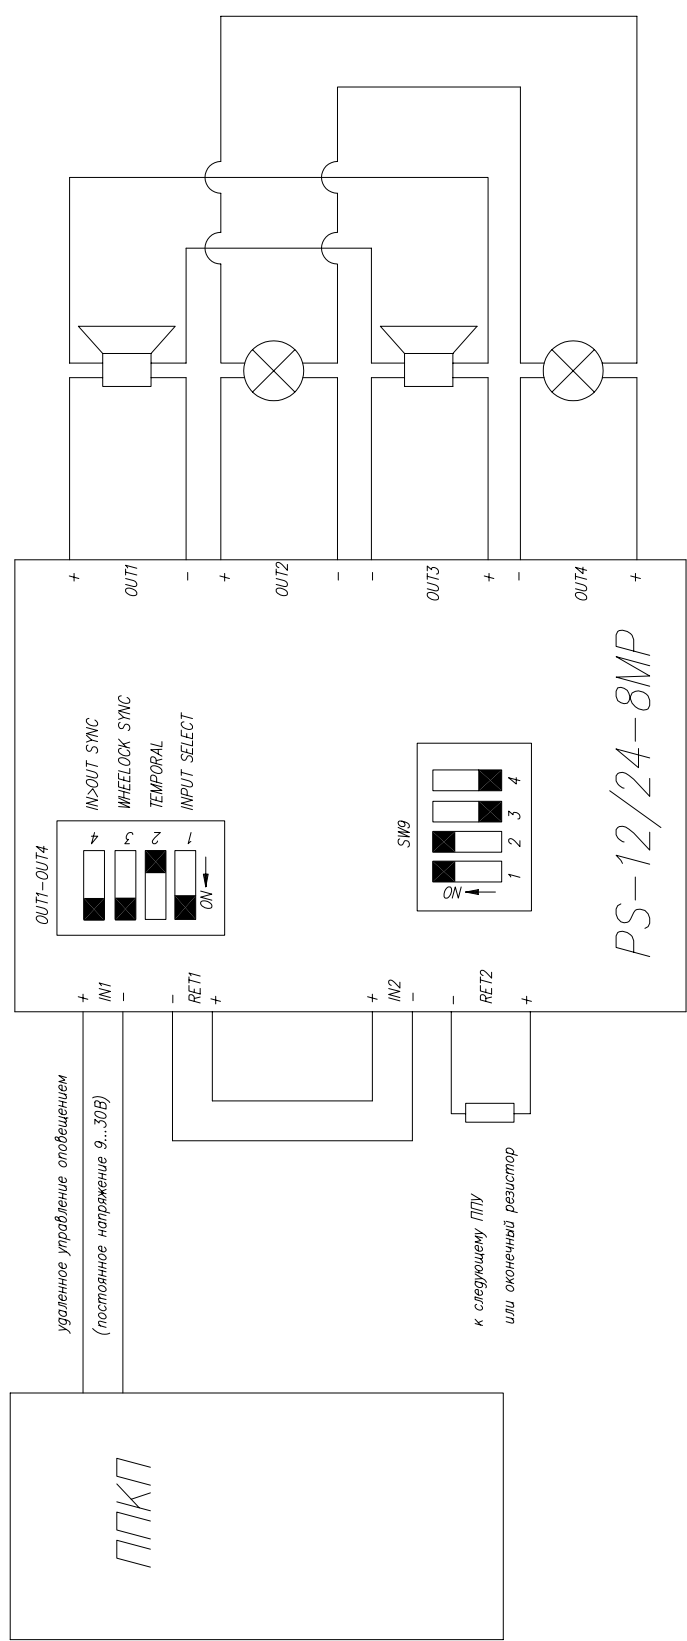 ППКП
удаленное управление оповещением
(постоянное напряжение 9...30В)
к следующему ППУ
или оконечный резистор
+
IN1
-
-
RET1
+
+
IN2
-
-
RET2
+
OUT1-OUT4
4 IN>OUT SYNC
3 WHEELOCK SYNC
2 TEMPORAL
1 INPUT SELECT
ON
SW9
ON
1 2 3 4
PS-12/24-8MP
+
OUT1
-
+
OUT2
-
-
OUT3
+
-
OUT4
+